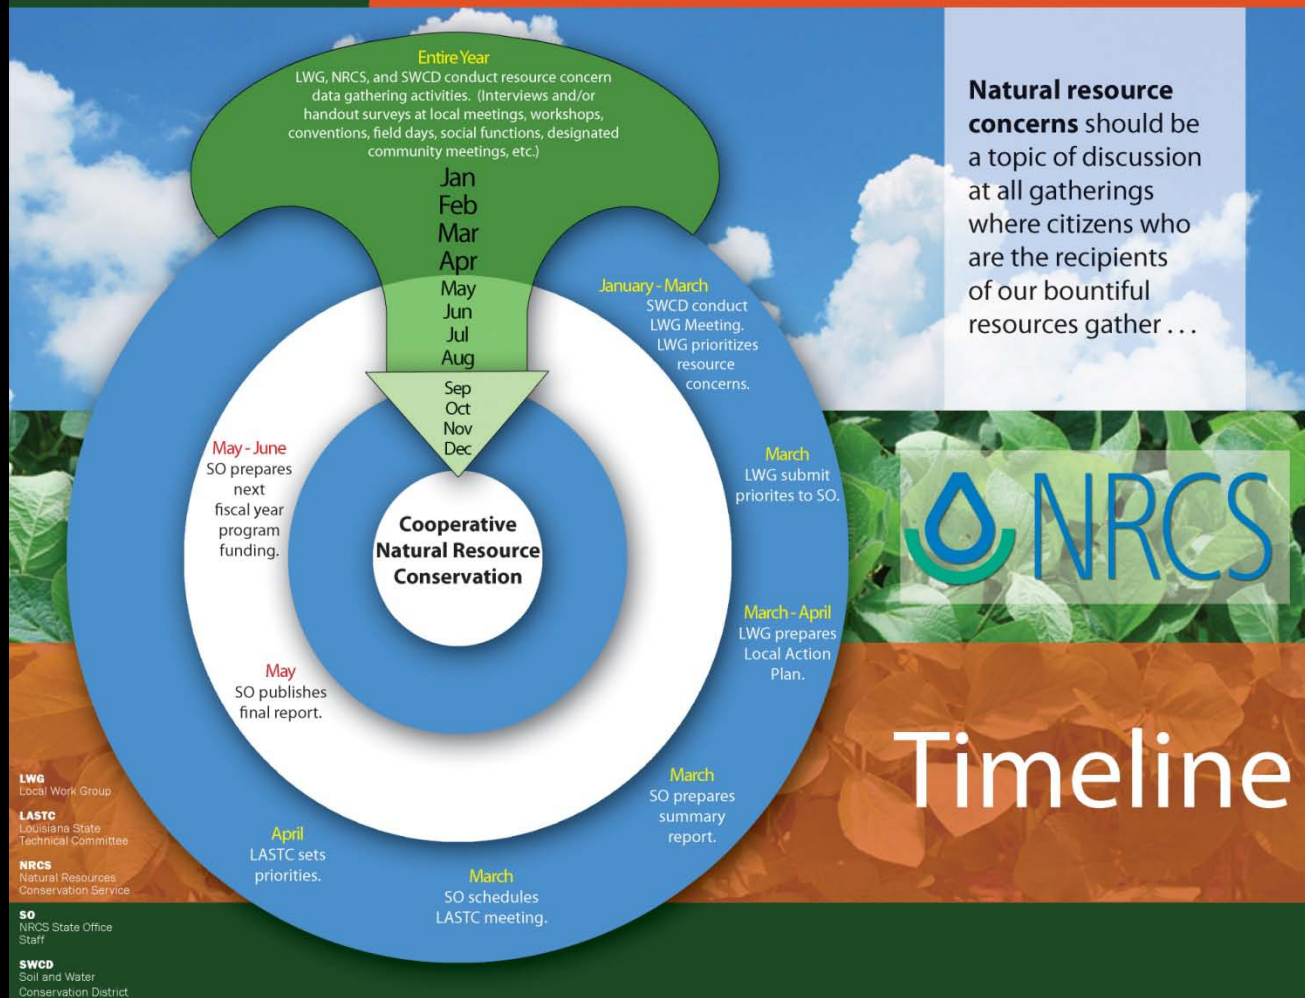 Entire Year
LWG, NRCS, and SWCD conduct resource concern
data gathering activities. (Interviews and/or
handout surveys at local meetings, workshops,
conventions, field days, social functions, designated
community meetings, etc.)
Jan
Feb
Mar
Apr
May
Jun
Jul
Aug
Sep
Oct
Nov
Dec
Cooperative
Natural Resource
Conservation
January - March
SWCD conduct
LWG Meeting.
LWG prioritizes
resource
concerns.
March
LWG submit
priorites to SO.
March - April
LWG prepares
Local Action
Plan.
March
SO prepares
summary
report.
March
SO schedules
LASTC meeting.
April
LASTC sets
priorities.
May
SO publishes
final report.
May - June
SO prepares
next
fiscal year
program
funding.
Natural resource
concerns should be
a topic of discussion
at all gatherings
where citizens who
are the recipients
of our bountiful
resources gather . . .
NRCS
Timeline
LWG
Local Work Group
LASTC
Louisiana State
Technical Committee
NRCS
Natural Resources
Conservation Service
SO
NRCS State Office
Staff
SWCD
Soil and Water
Conservation District